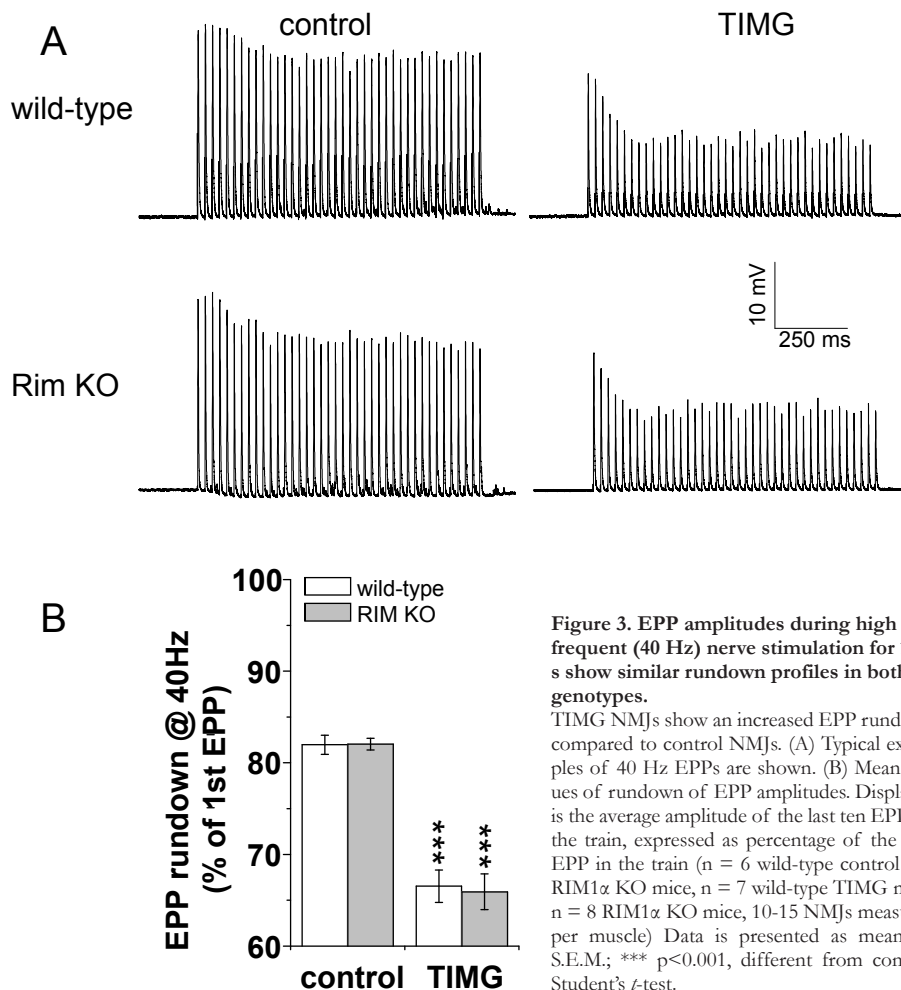 A
control
TIMG
wild-type
Rim KO
10 mV
250 ms
B
EPP rundown @ 40Hz
(% of 1st EPP)
100
90
80
70
60
wild-type
RIM KO
***
***
control
TIMG
Figure 3. EPP amplitudes during high
frequent (40 Hz) nerve stimulation for
s show similar rundown profiles in both
genotypes.
TIMG NMJs show an increased EPP rund
compared to control NMJs. (A) Typical ex
ples of 40 Hz EPPs are shown. (B) Mean
ues of rundown of EPP amplitudes. Displ
is the average amplitude of the last ten EPP
the train, expressed as percentage of the
EPP in the train (n = 6 wild-type control
RIM1α KO mice, n = 7 wild-type TIMG n
n = 8 RIM1α KO mice, 10-15 NMJs meas
per muscle) Data is presented as mean
S.E.M.; *** p<0.001, different from con
Student's t-test.